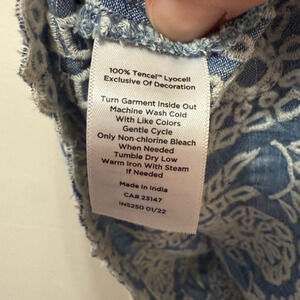 100% Tencel™ Lyocell
Exclusive Of Decoration
Turn Garment Inside Out
Machine Wash Cold
With Like Colors
Gentle Cycle
Only Non-chlorine Bleach
When Needed
Tumble Dry Low
Warm Iron With Steam
If Needed
Made In India
CA# 23147
INS250 01/22